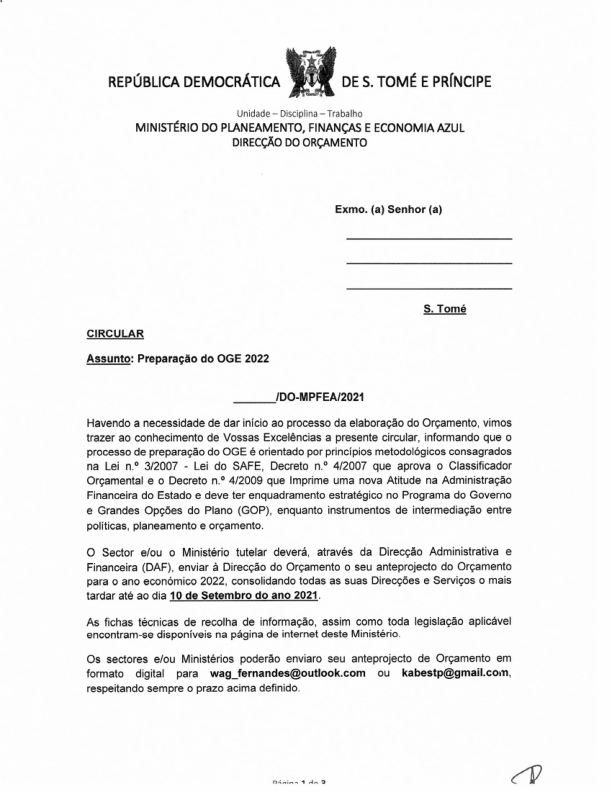 REPÚBLICA DEMOCRÁTICA DE S. TOMÉ E PRÍNCIPE
Unidade – Disciplina – Trabalho
MINISTÉRIO DO PLANEAMENTO, FINANÇAS E ECONOMIA AZUL
DIRECÇÃO DO ORÇAMENTO
Exmo. (a) Senhor (a)
S. Tomé
CIRCULAR
Assunto: Preparação do OGE 2022
_______/DO-MPFEA/2021
Havendo a necessidade de dar início ao processo da elaboração do Orçamento, vimos
trazer ao conhecimento de Vossas Excelências a presente circular, informando que o
processo de preparação do OGE é orientado por princípios metodológicos consagrados
na Lei n.º 3/2007 - Lei do SAFE, Decreto n.º 4/2007 que aprova o Classificador
Orçamental e o Decreto n.º 4/2009 que Imprime uma nova Atitude na Administração
Financeira do Estado e deve ter enquadramento estratégico no Programa do Governo
e Grandes Opções do Plano (GOP), enquanto instrumentos de intermediação entre
políticas, planeamento e orçamento.
O Sector e/ou o Ministério tutelar deverá, através da Direcção Administrativa e
Financeira (DAF), enviar à Direcção do Orçamento o seu anteprojecto do Orçamento
para o ano económico 2022, consolidando todas as suas Direcções e Serviços o mais
tardar até ao dia 10 de Setembro do ano 2021.
As fichas técnicas de recolha de informação, assim como toda legislação aplicável
encontram-se disponíveis na página de internet deste Ministério.
Os sectores e/ou Ministérios poderão enviaro seu anteprojecto de Orçamento em
formato digital para wag_fernandes@outlook.com ou kabestp@gmail.com,
respeitando sempre o prazo acima definido.